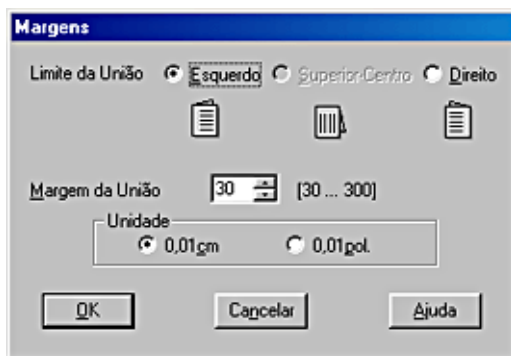 Margens
Limite da União Esquerdo Superior-Centro Direito
Margem da União 30 [30 ... 300]
Unidade
0,01cm 0,01pol.
OK Cancelar Ajuda